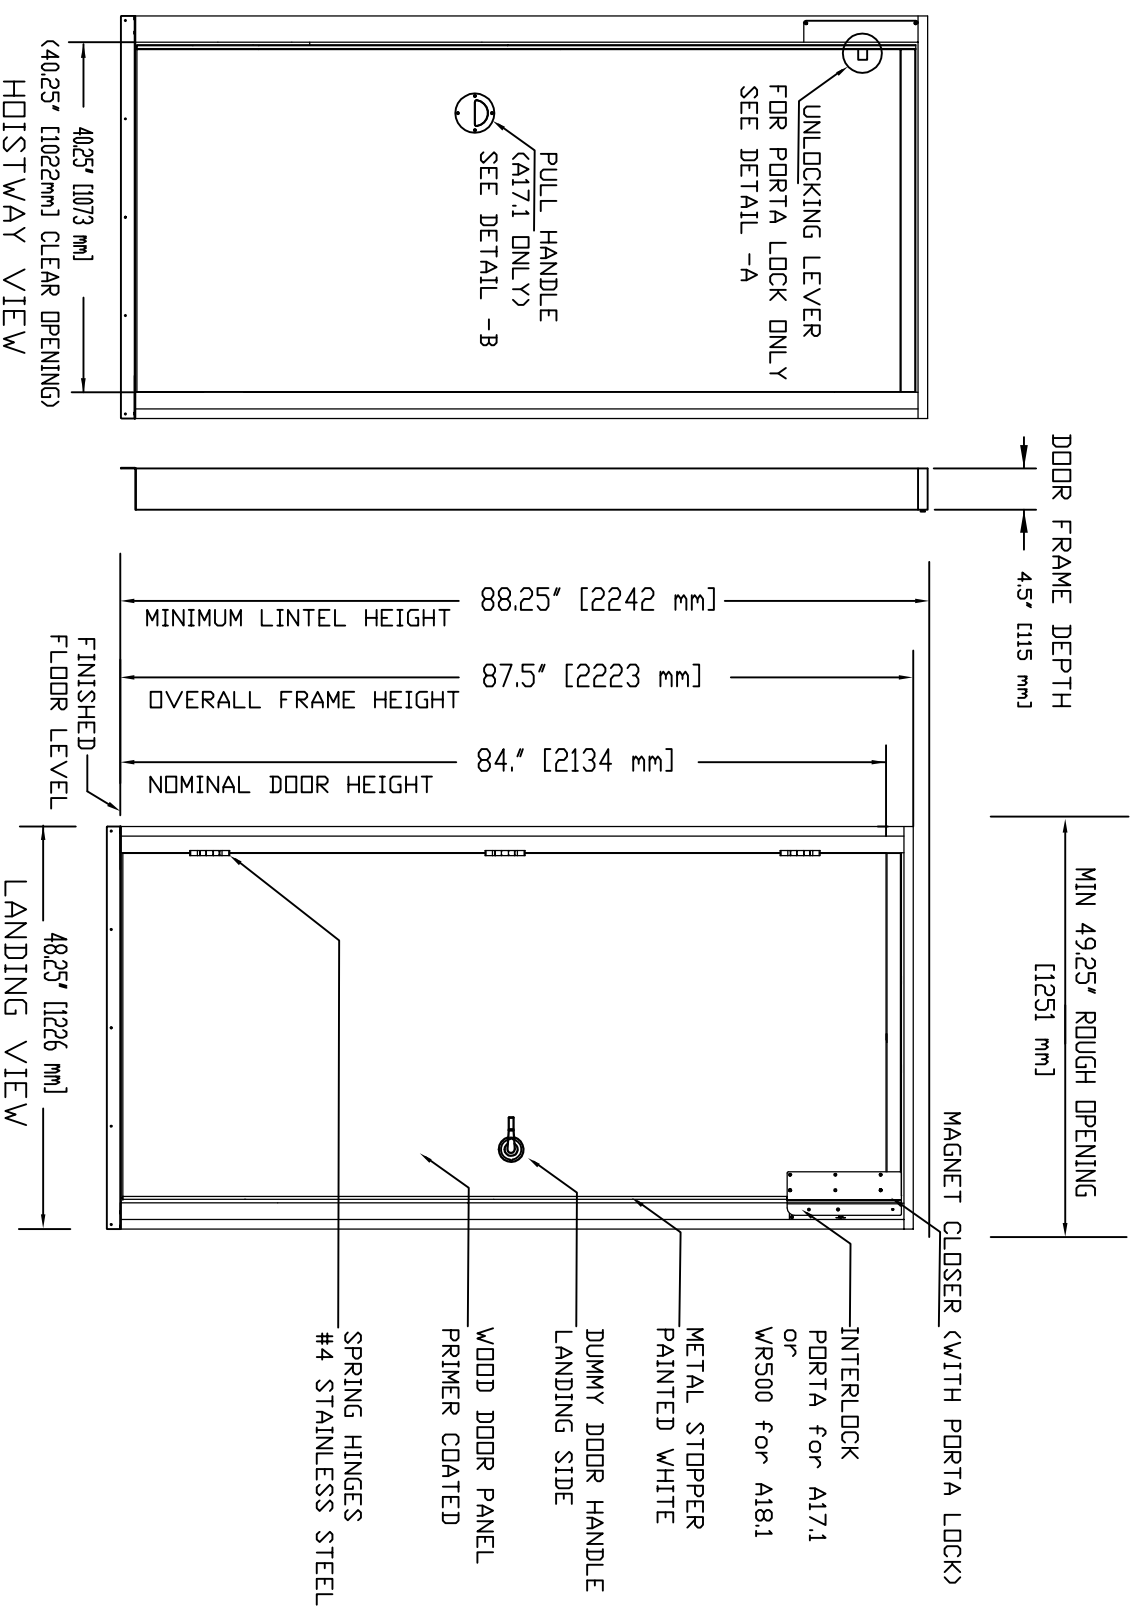 DOOR FRAME DEPTH
4.5" [115 mm]
UNLOCKING LEVER
FOR PORTA LOCK ONLY
SEE DETAIL -A
PULL HANDLE
(A17.1 ONLY)
SEE DETAIL -B
40.25" [1073 mm]
(40.25" [1022mm] CLEAR OPENING)
HOISTWAY VIEW
88.25" [2242 mm]
MINIMUM LINTEL HEIGHT
87.5" [2223 mm]
OVERALL FRAME HEIGHT
84." [2134 mm]
NOMINAL DOOR HEIGHT
FINISHED
FLOOR LEVEL
MIN 49.25" ROUGH OPENING
[1251 mm]
MAGNET CLOSER (WITH PORTA LOCK)
INTERLOCK
PORTA for A17.1
or
WR500 for A18.1
METAL STOPPER
PAINTED WHITE
DUMMY DOOR HANDLE
LANDING SIDE
WOOD DOOR PANEL
PRIMER COATED
SPRING HINGES
#4 STAINLESS STEEL
48.25" [1226 mm]
LANDING VIEW